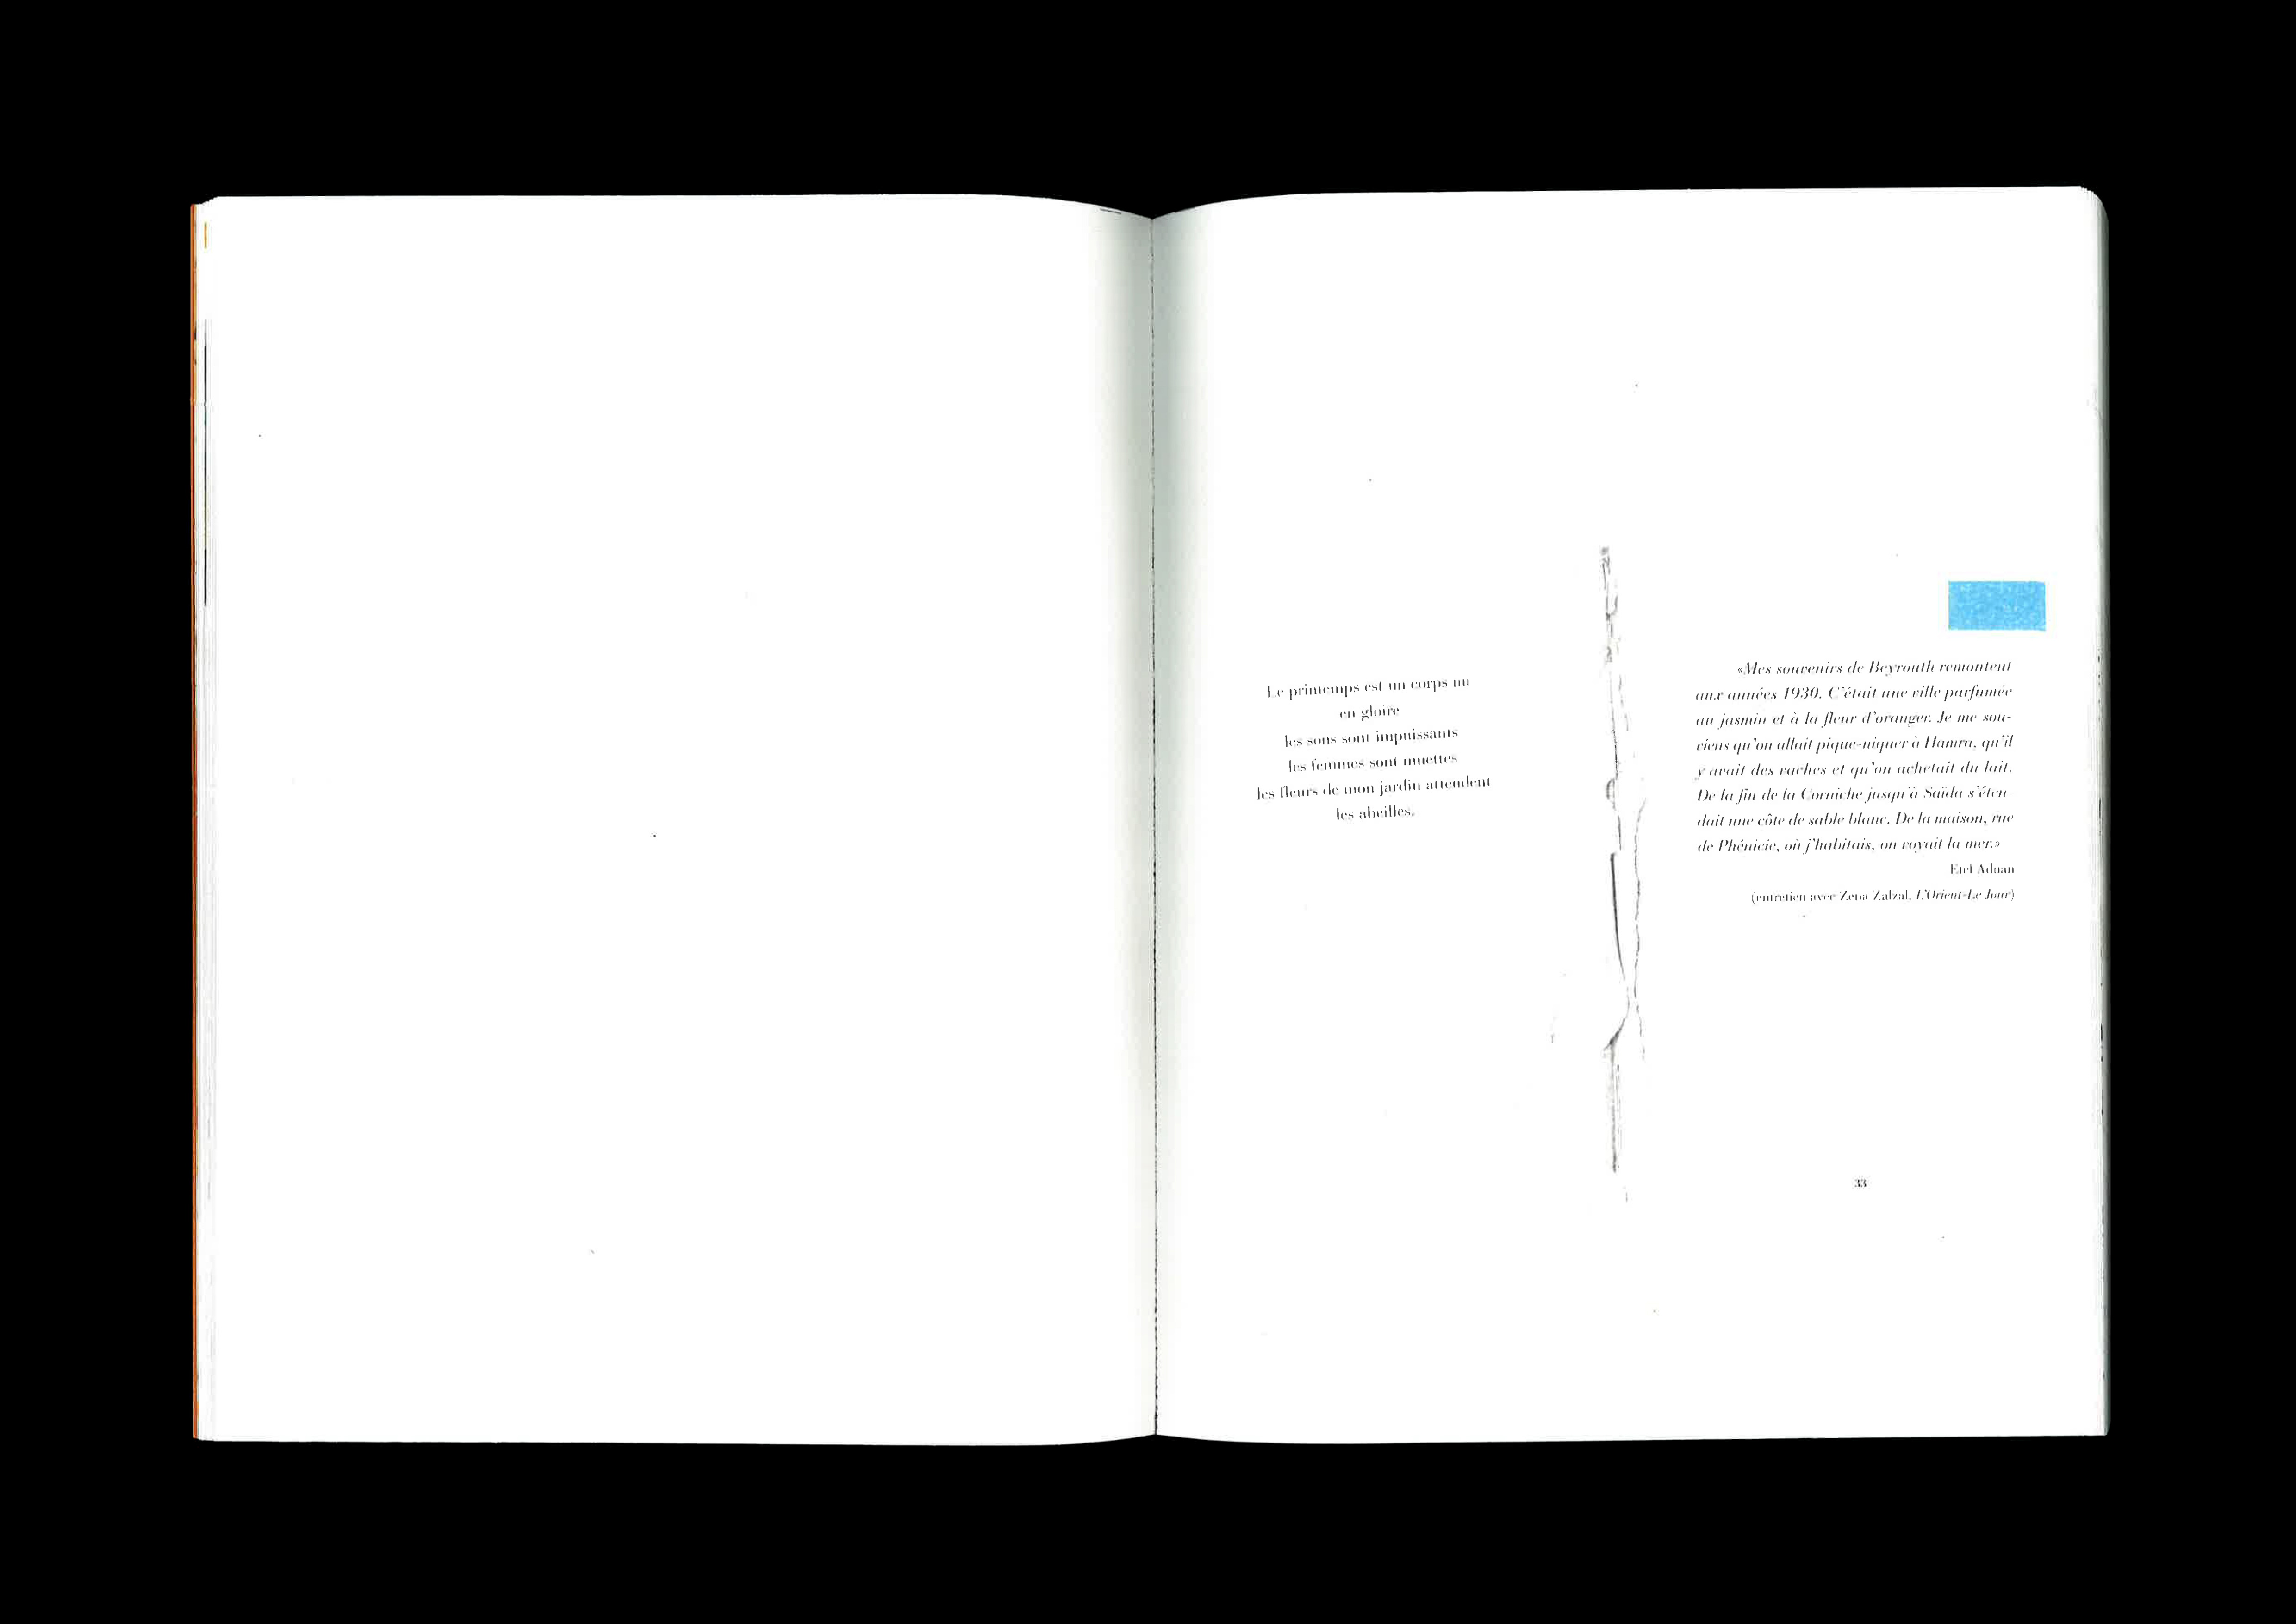 Le printemps est un corps nu
en gloire
les sons sont impuissants
les femmes sont muettes
les fleurs de mon jardin attendent
les abeilles.
«Mes souvenirs de Beyrouth remontent
aux années 1930. C'était une ville parfumée
au jasmin et à la fleur d'oranger. Je me sou-
viens qu'on allait pique-niquer à Hamra, qu'il
y avait des vaches et qu'on achetait du lait.
De la fin de la Corniche jusqu'à Saïda s'éten-
dait une côte de sable blanc. De la maison, rue
de Phénicie, où j'habitais, on voyait la mer.»
Etel Adnan
(entretien avec Zena Zalzal, L'Orient-Le Jour)
33